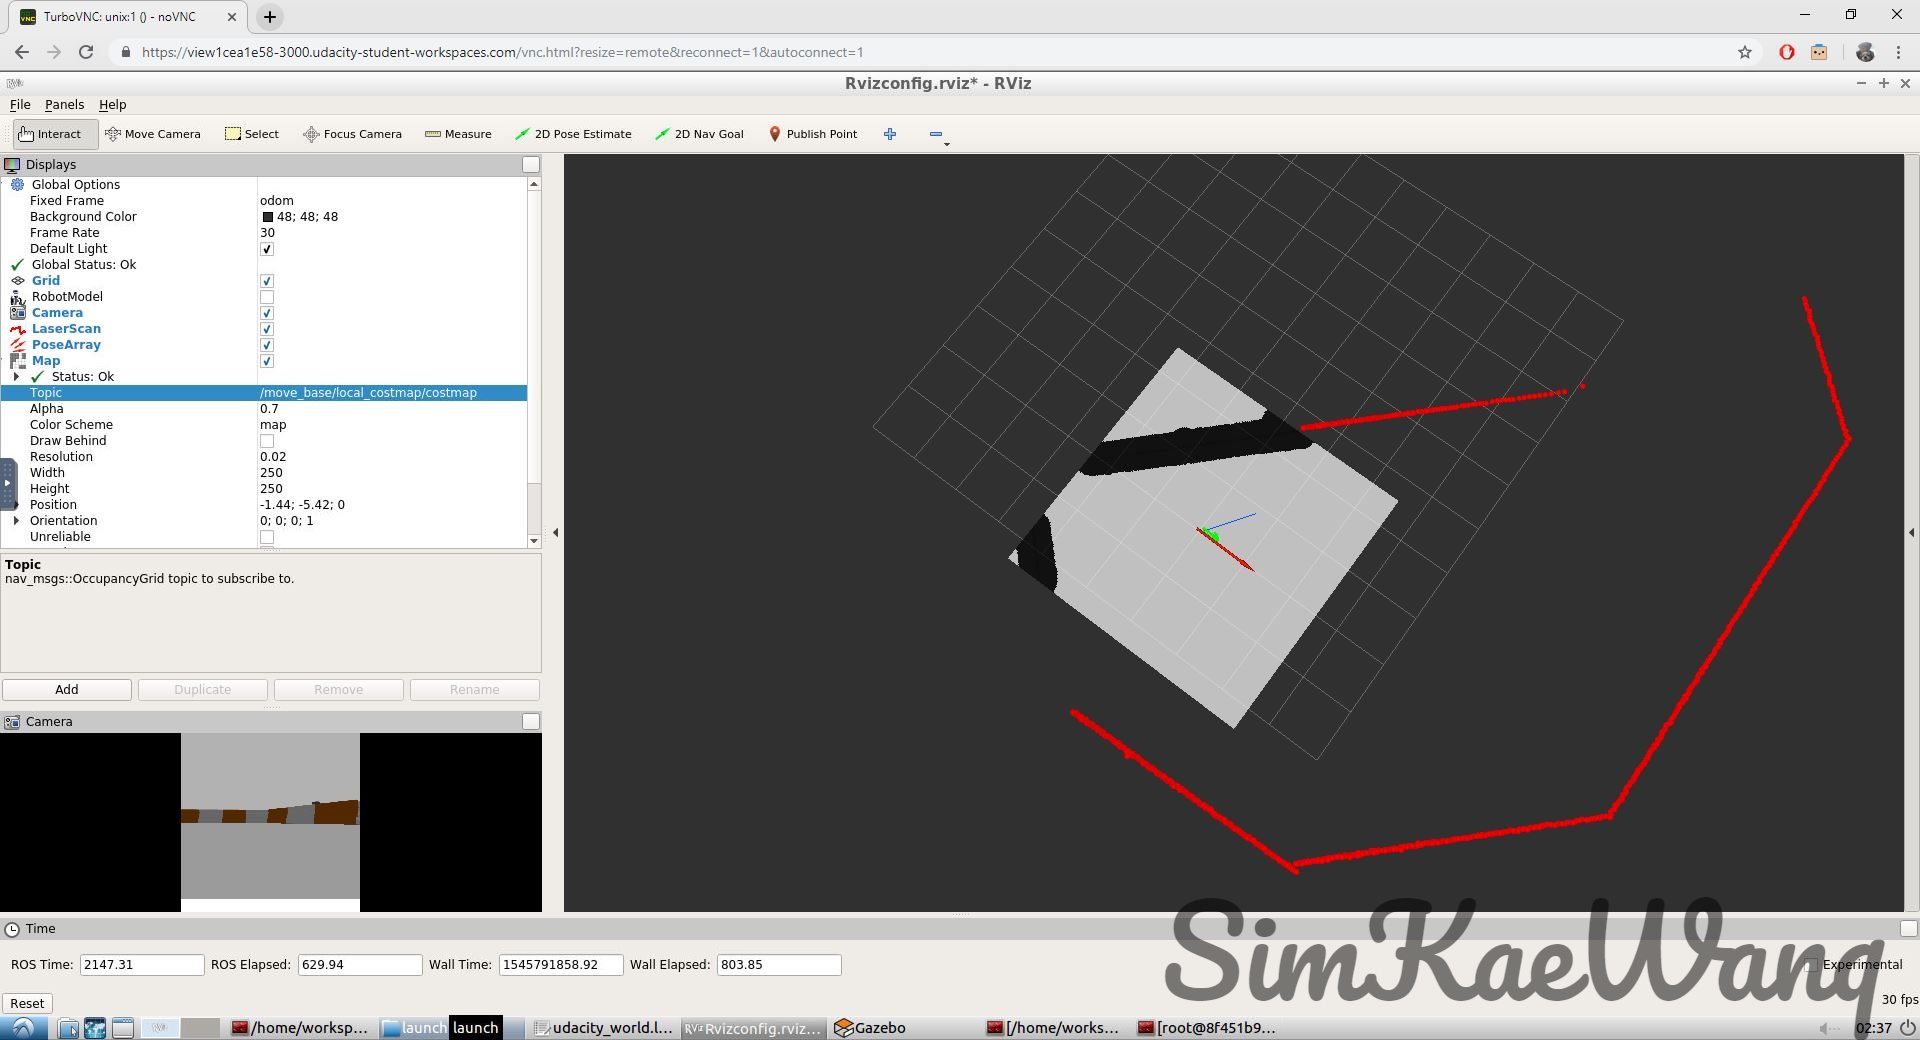 TurboVNC: unix:1 () - noVNC
https://view1cea1e58-3000.udacity-student-workspaces.com/vnc.html?resize=remote&reconnect=1&autoconnect=1
Rvizconfig.rviz* - RViz
File Panels Help
Interact Move Camera Select Focus Camera Measure 2D Pose Estimate 2D Nav Goal Publish Point
Displays
Global Options
Fixed Frame odom
Background Color 48; 48; 48
Frame Rate 30
Default Light
Global Status: Ok
Grid
RobotModel
Camera
LaserScan
PoseArray
Map
Status: Ok
Topic /move_base/local_costmap/costmap
Alpha 0.7
Color Scheme map
Draw Behind
Resolution 0.02
Width 250
Height 250
Position -1.44; -5.42; 0
Orientation 0; 0; 0; 1
Unreliable
Topic
nav_msgs::OccupancyGrid topic to subscribe to.
Add Duplicate Remove Rename
Camera
Time
ROS Time: 2147.31 ROS Elapsed: 629.94 Wall Time: 1545791858.92 Wall Elapsed: 803.85 Experimental
SimKaeWang
Reset 30 fps
/home/worksp... launch launch udacity_world.l... Rvizconfig.rviz... Gazebo [/home/works... [root@8f451b9... 02:37